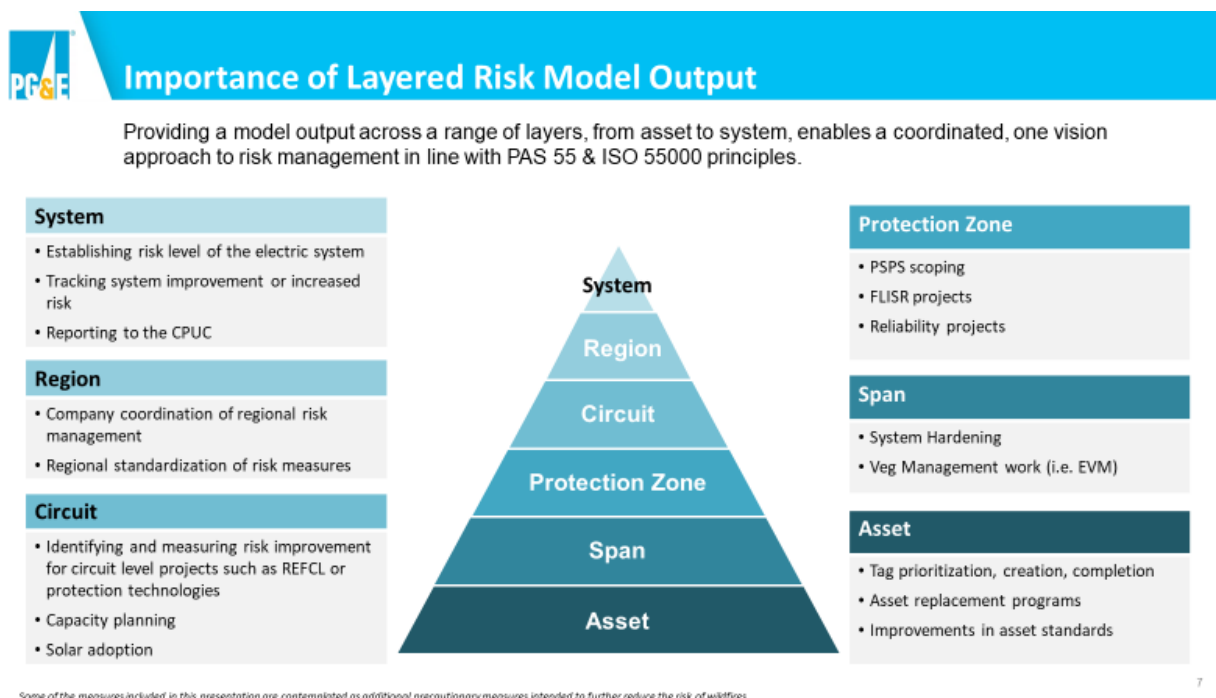 PG&E
Importance of Layered Risk Model Output
Providing a model output across a range of layers, from asset to system, enables a coordinated, one vision
approach to risk management in line with PAS 55 & ISO 55000 principles.
System
• Establishing risk level of the electric system
• Tracking system improvement or increased
risk
• Reporting to the CPUC
Region
• Company coordination of regional risk
management
• Regional standardization of risk measures
Circuit
• Identifying and measuring risk improvement
for circuit level projects such as REFCL or
protection technologies
• Capacity planning
• Solar adoption
System
Region
Circuit
Protection Zone
Span
Asset
Protection Zone
• PSPS scoping
• FLISR projects
• Reliability projects
Span
• System Hardening
• Veg Management work (i.e. EVM)
Asset
• Tag prioritization, creation, completion
• Asset replacement programs
• Improvements in asset standards
Some of the measures included in this presentation are contemplated as additional precautionary measures intended to further reduce the risk of wildfires
7